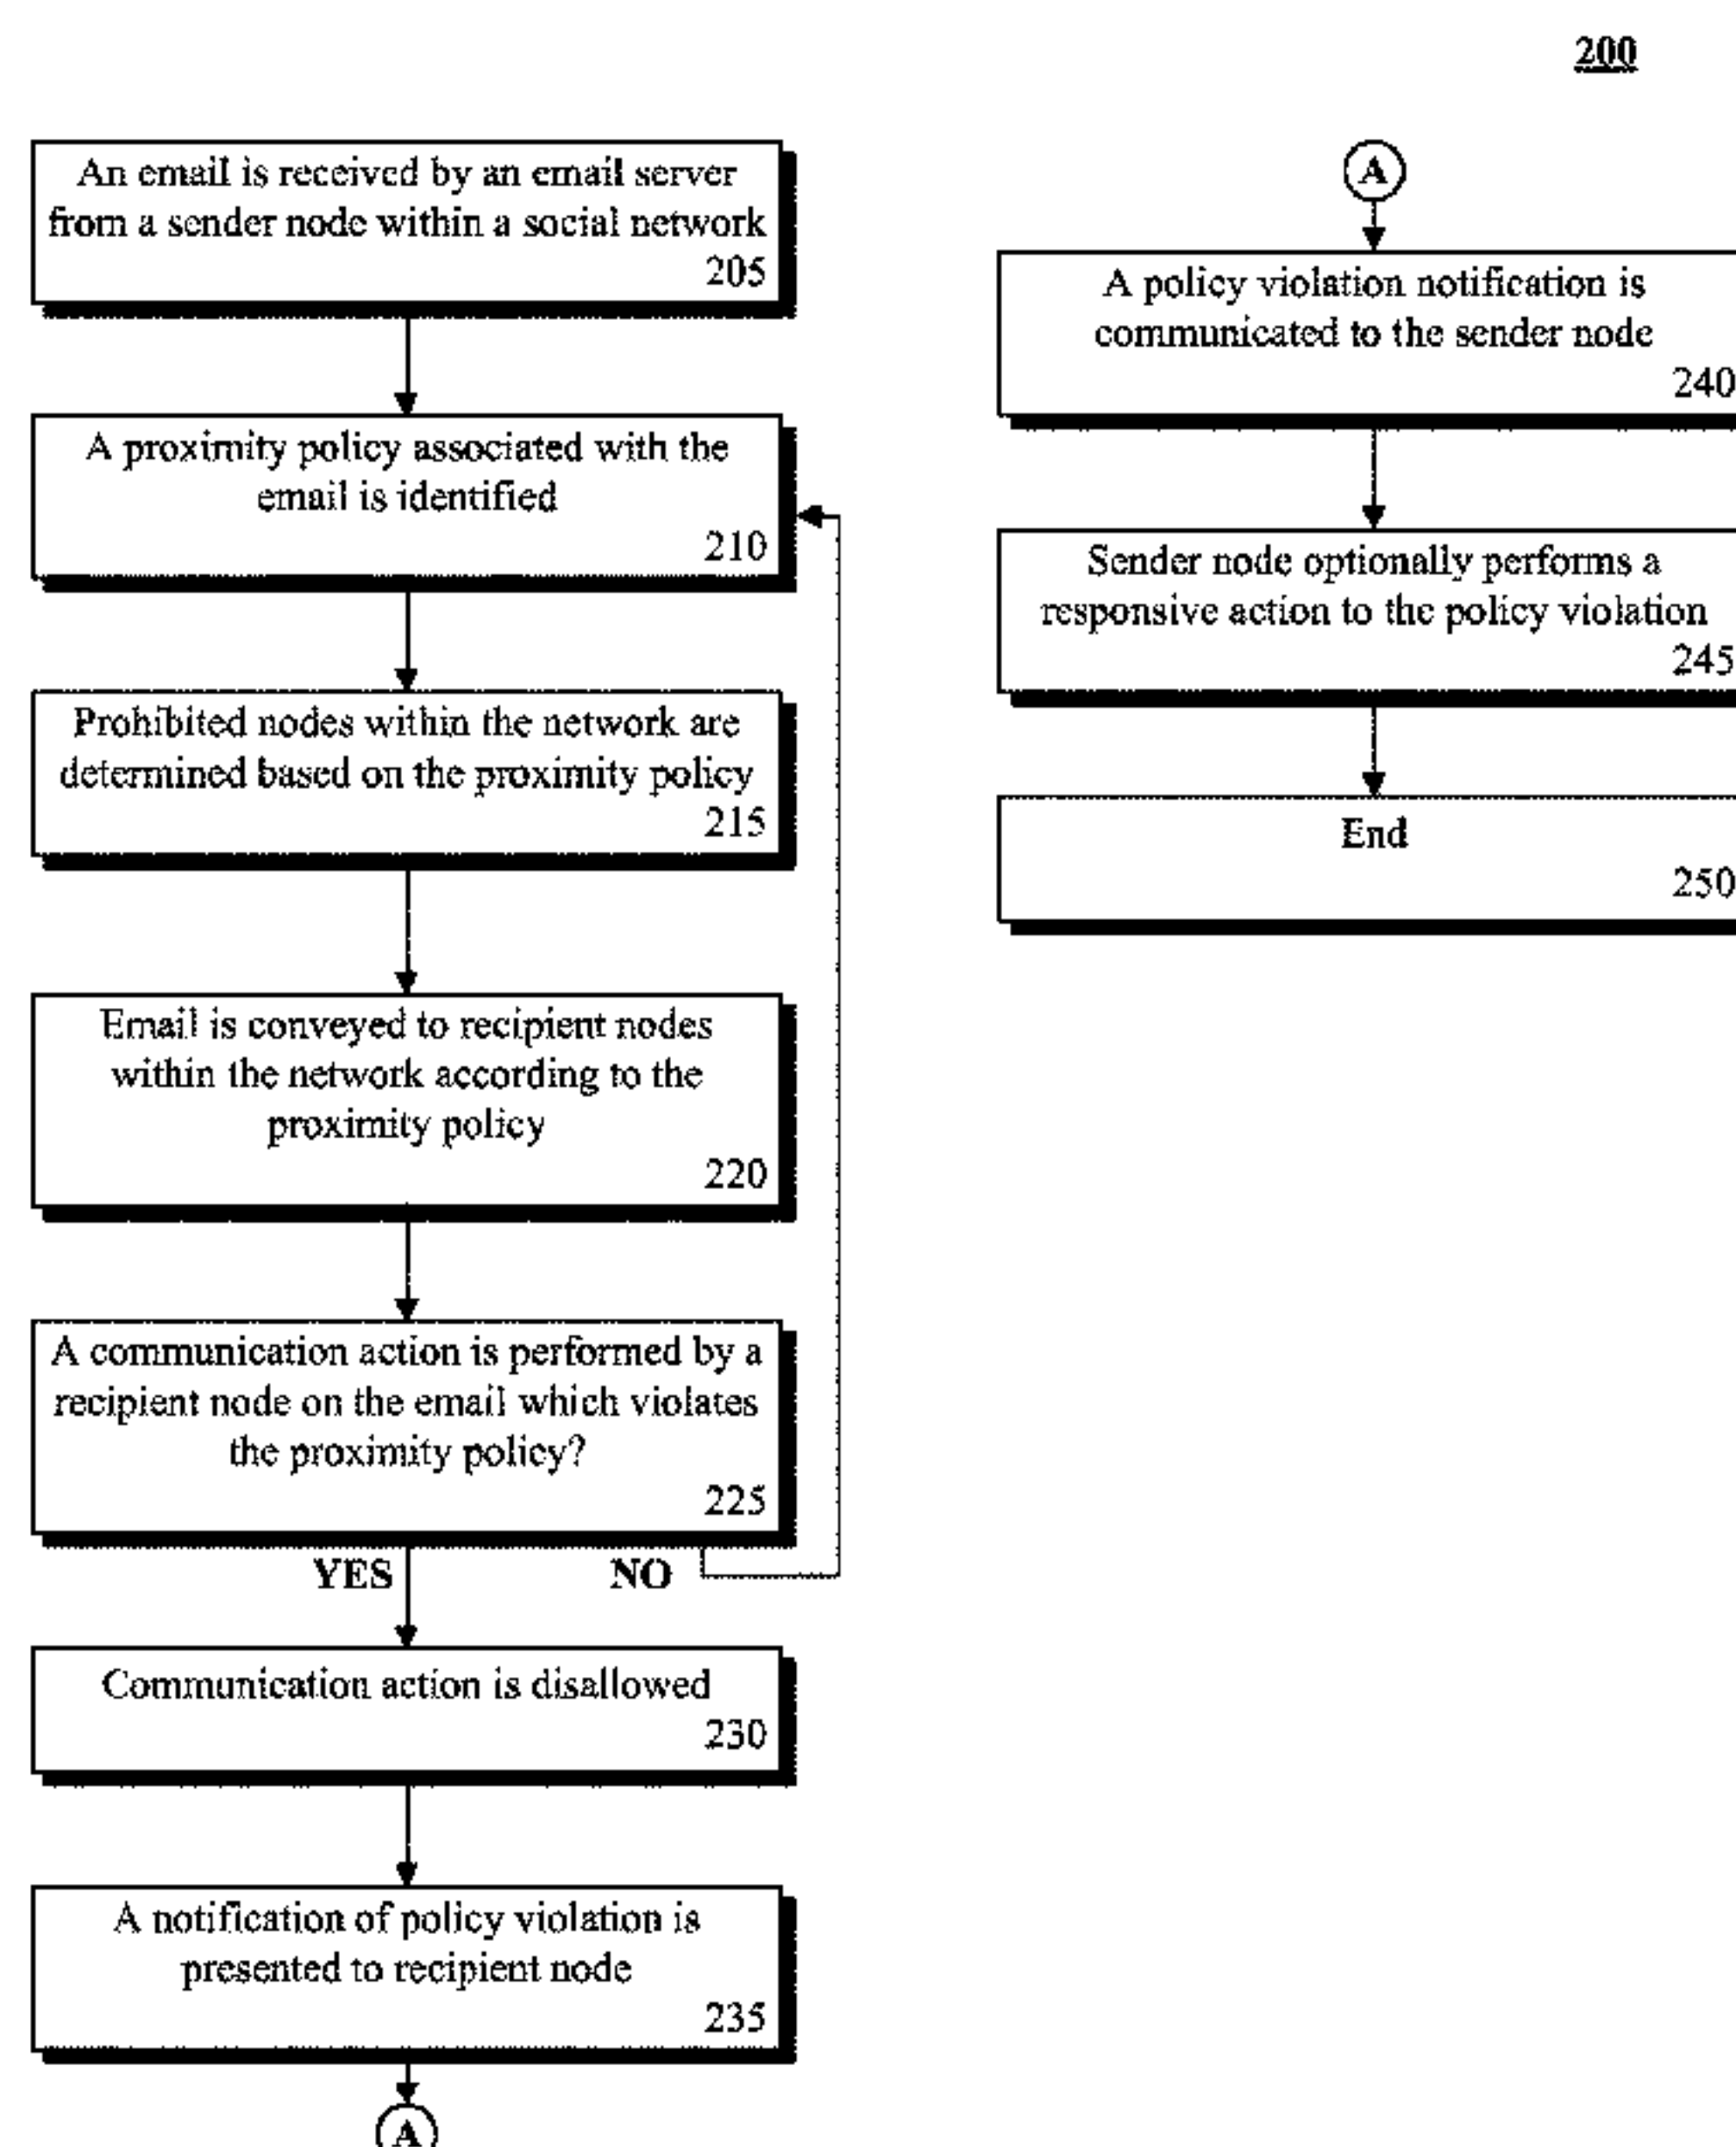 200
An email is received by an email server
from a sender node within a social network
205
A proximity policy associated with the
email is identified
210
Prohibited nodes within the network are
determined based on the proximity policy
215
Email is conveyed to recipient nodes
within the network according to the
proximity policy
220
A communication action is performed by a
recipient node on the email which violates
the proximity policy?
225
YES
NO
Communication action is disallowed
230
A notification of policy violation is
presented to recipient node
235
A
A
A policy violation notification is
communicated to the sender node
240
Sender node optionally performs a
responsive action to the policy violation
245
End
250